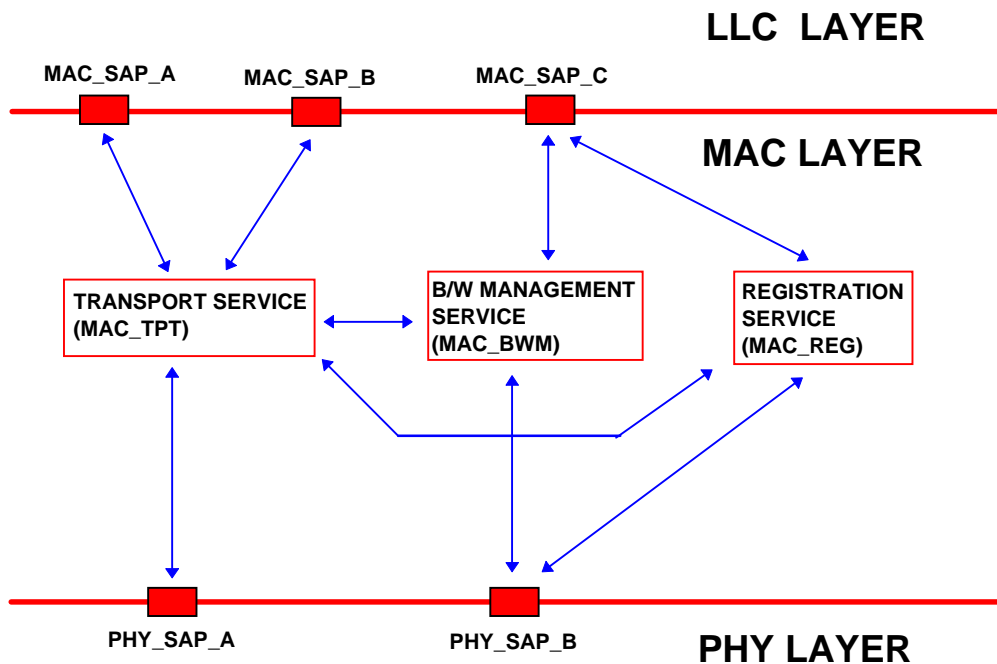 LLC LAYER
MAC_SAP_A
MAC_SAP_B
MAC_SAP_C
MAC LAYER
TRANSPORT SERVICE
(MAC_TPT)
B/W MANAGEMENT
SERVICE
(MAC_BWM)
REGISTRATION
SERVICE
(MAC_REG)
PHY_SAP_A
PHY_SAP_B
PHY LAYER